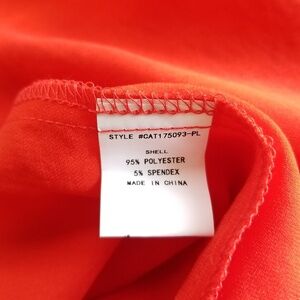 STYLE #CAT175093-PL
SHELL
95% POLYESTER
5% SPENDEX
MADE IN CHINA